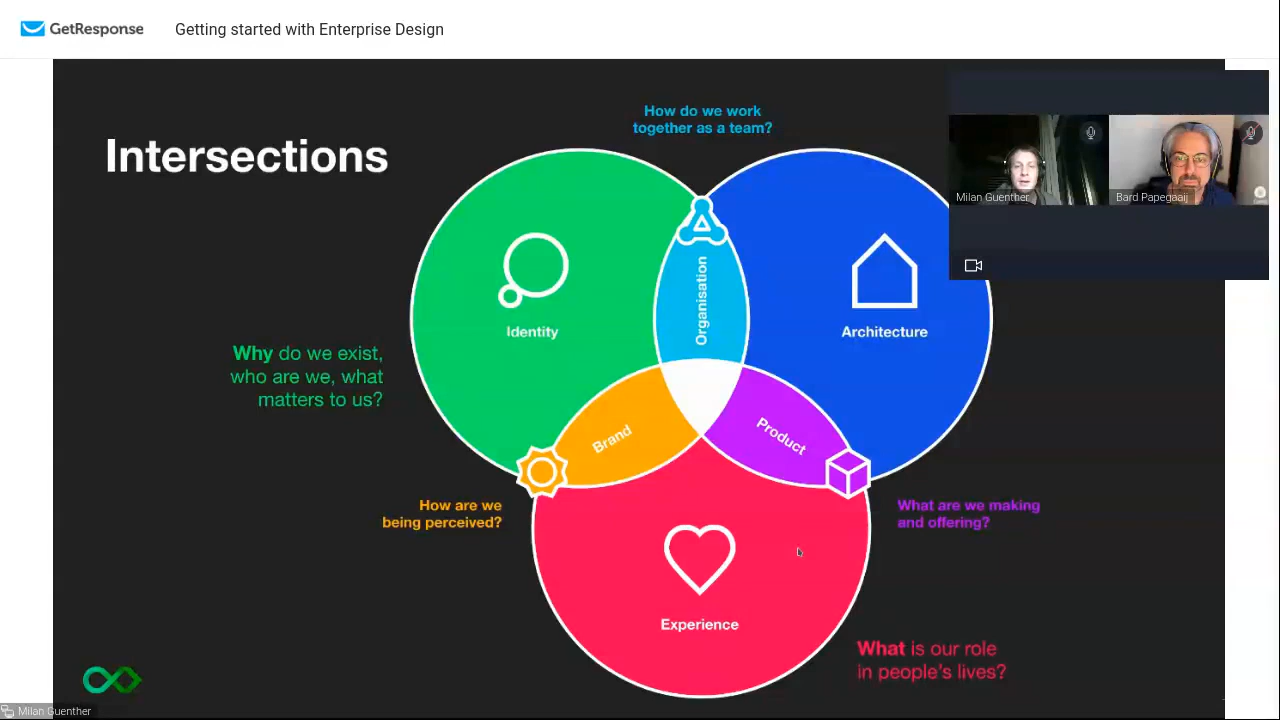 GetResponse
Getting started with Enterprise Design
Intersections
How do we work
together as a team?
Milan Guenther
Bard Papegaaij
Identity
Organisation
Architecture
Why do we exist,
who are we, what
matters to us?
Brand
Product
How are we
being perceived?
What are we making
and offering?
Experience
What is our role
in people's lives?
Milan Guenther